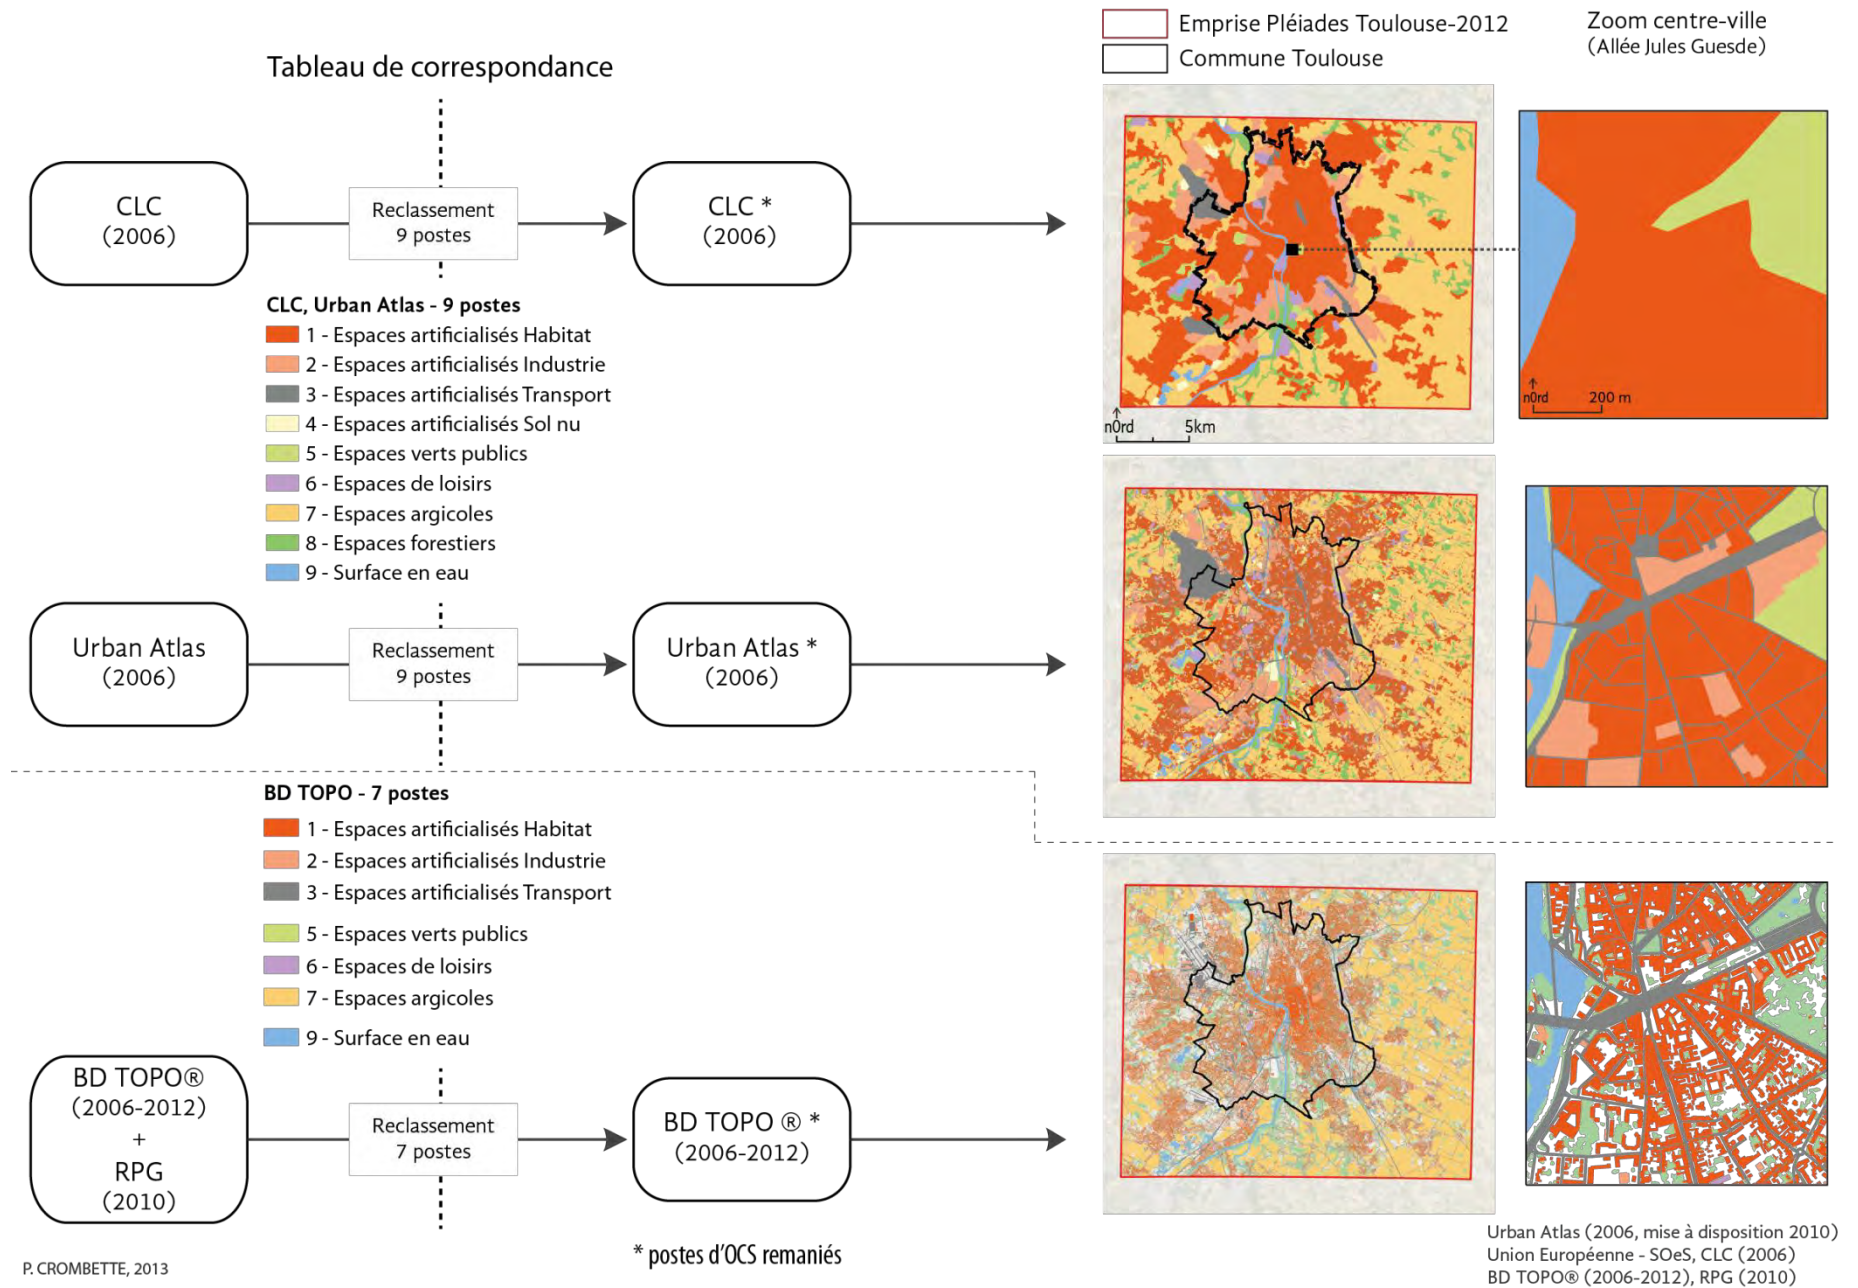 Tableau de correspondance
Emprise Pléiades Toulouse-2012
Commune Toulouse
Zoom centre-ville
(Allée Jules Guesde)
CLC
(2006)
Reclassement
9 postes
CLC *
(2006)
n0rd
5km
n0rd
200 m
CLC, Urban Atlas - 9 postes
1 - Espaces artificialisés Habitat
2 - Espaces artificialisés Industrie
3 - Espaces artificialisés Transport
4 - Espaces artificialisés Sol nu
5 - Espaces verts publics
6 - Espaces de loisirs
7 - Espaces argicoles
8 - Espaces forestiers
9 - Surface en eau
Urban Atlas
(2006)
Reclassement
9 postes
Urban Atlas *
(2006)
BD TOPO - 7 postes
1 - Espaces artificialisés Habitat
2 - Espaces artificialisés Industrie
3 - Espaces artificialisés Transport
5 - Espaces verts publics
6 - Espaces de loisirs
7 - Espaces argicoles
9 - Surface en eau
BD TOPO®
(2006-2012)
+
RPG
(2010)
Reclassement
7 postes
BD TOPO ® *
(2006-2012)
* postes d'OCS remaniés
P. CROMBETTE, 2013
Urban Atlas (2006, mise à disposition 2010)
Union Européenne - SOeS, CLC (2006)
BD TOPO® (2006-2012), RPG (2010)